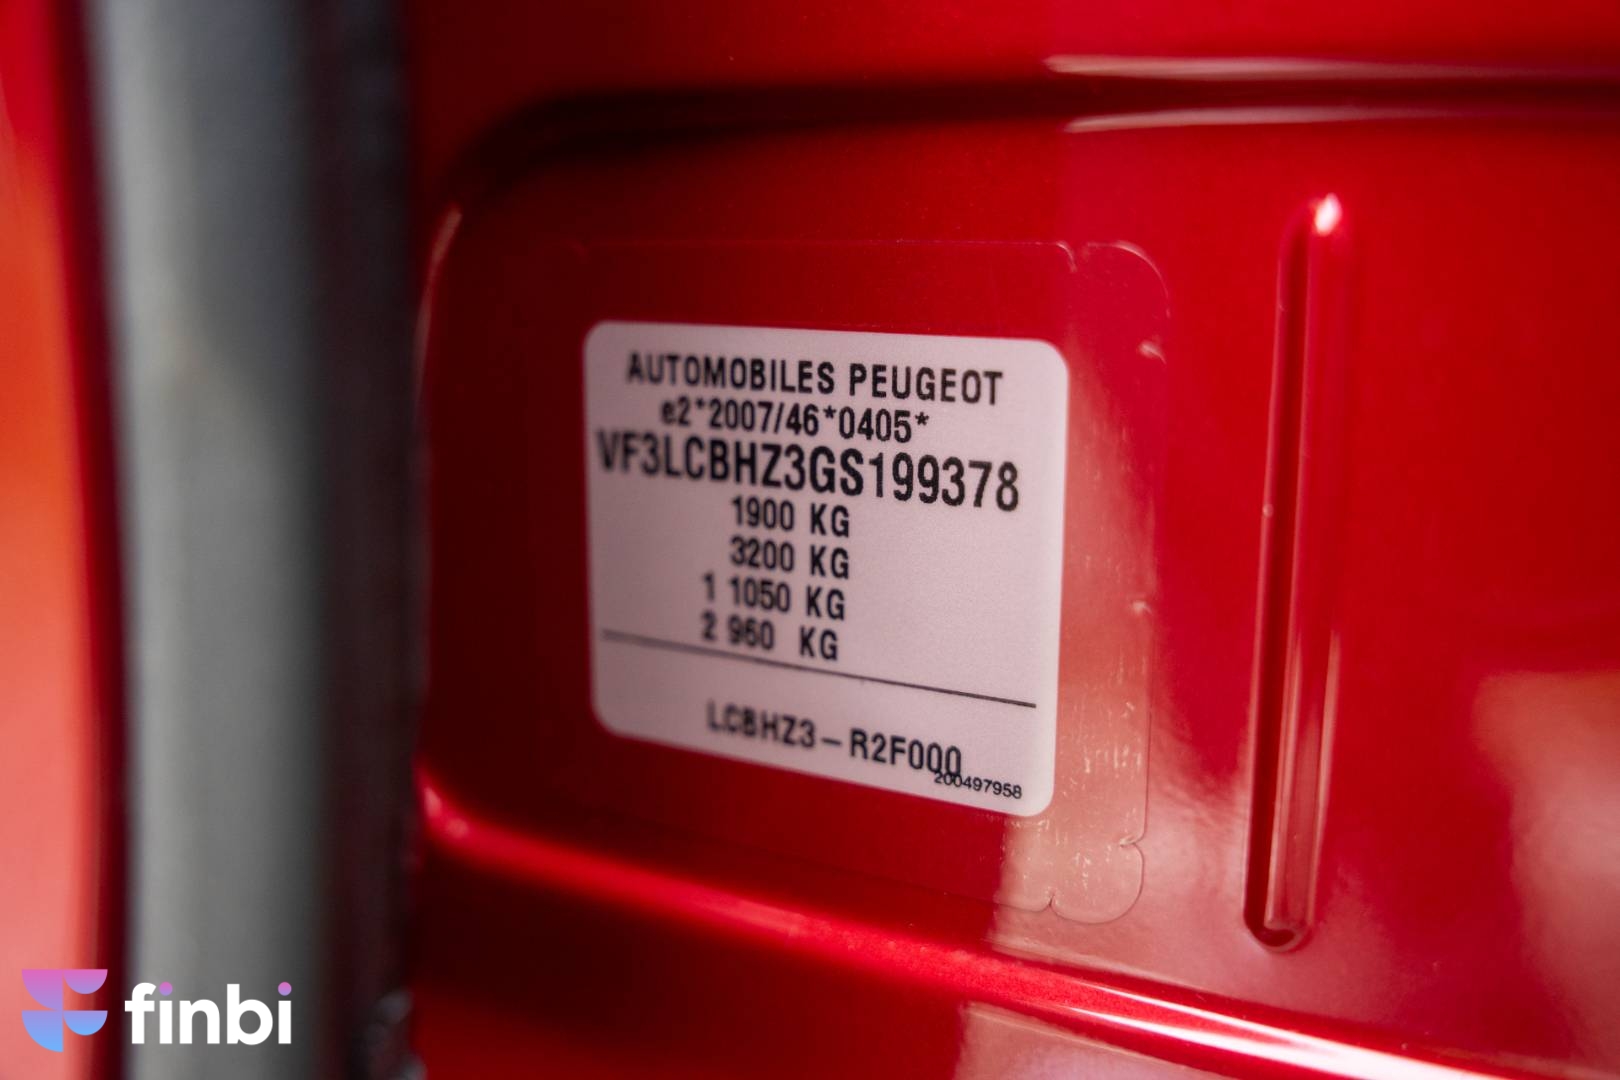 AUTOMOBILES PEUGEOT
e2*2007/46*0405*
VF3LCBHZ3GS199378
1900 KG
3200 KG
1 1050 KG
2 960 KG
LCBHZ3-R2F000
200497958
finbi